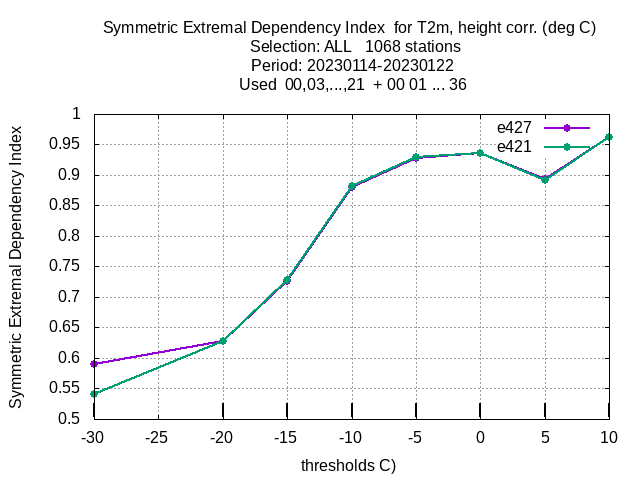 Symmetric Extremal Dependency Index for T2m, height corr. (deg C)
Selection: ALL 1068 stations
Period: 20230114-20230122
Used 00,03,...,21 + 00 01 ... 36
e427
e421
Symmetric Extremal Dependency Index
1
0.95
0.9
0.85
0.8
0.75
0.7
0.65
0.6
0.55
0.5
-30 -25 -20 -15 -10 -5 0 5 10
thresholds C)